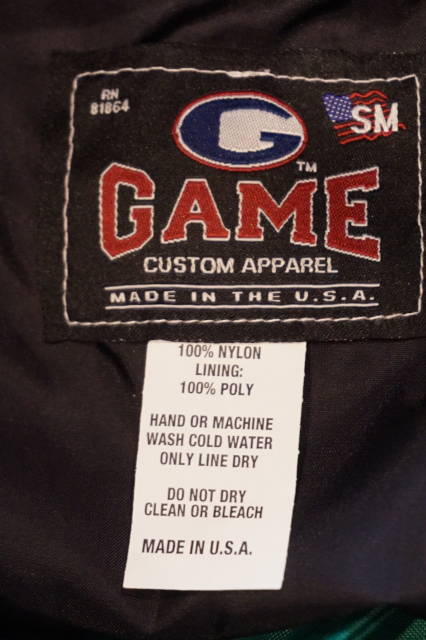 RN
81864
G
SM
TM
GAME
CUSTOM APPAREL
MADE IN THE U.S.A.
100% NYLON
LINING:
100% POLY
HAND OR MACHINE
WASH COLD WATER
ONLY LINE DRY
DO NOT DRY
CLEAN OR BLEACH
MADE IN U.S.A.